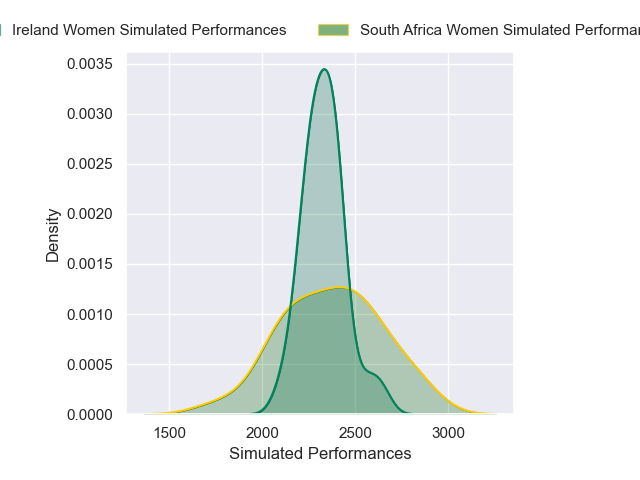 Ireland Women Simulated Performances South Africa Women Simulated
0.0035
0.0030
0.0025
0.0020
0.0015
0.0010
0.0005
0.0000
Density
1500 2000 2500 3000
Simulated Performances